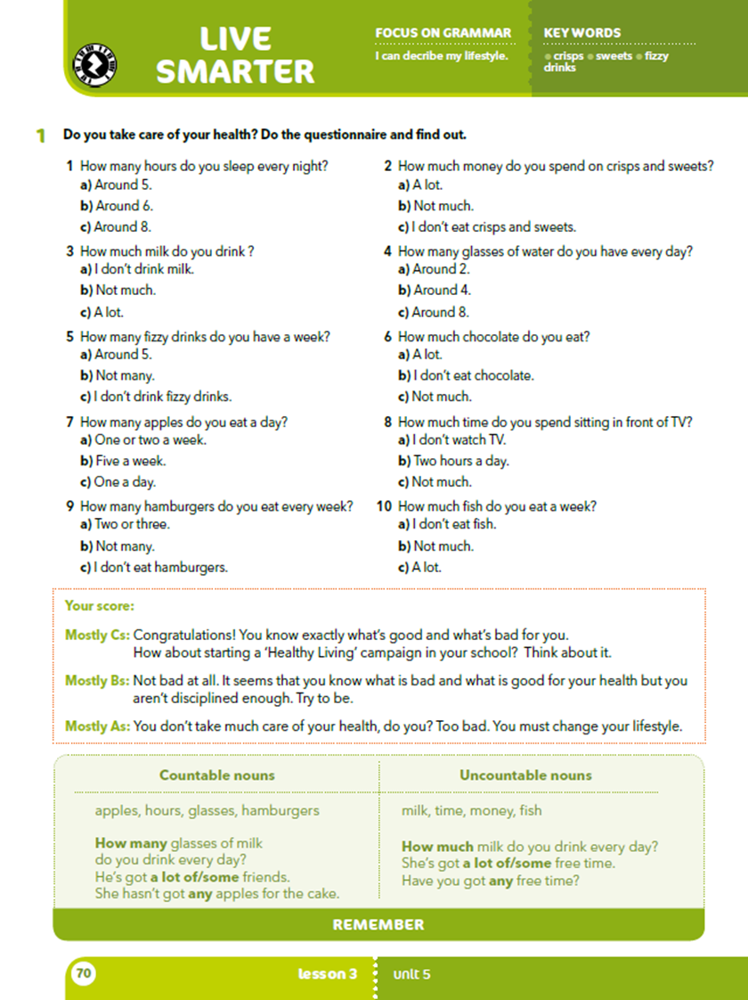 LIVE
SMARTER
FOCUS ON GRAMMAR
I can decribe my lifestyle.
KEY WORDS
• crisps • sweets • fizzy
drinks
1 Do you take care of your health? Do the questionnaire and find out.
1 How many hours do you sleep every night?
a) Around 5.
b) Around 6.
c) Around 8.
2 How much money do you spend on crisps and sweets?
a) A lot.
b) Not much.
c) I don't eat crisps and sweets.
3 How much milk do you drink ?
a) I don't drink milk.
b) Not much.
c) A lot.
4 How many glasses of water do you have every day?
a) Around 2.
b) Around 4.
c) Around 8.
5 How many fizzy drinks do you have a week?
a) Around 5.
b) Not many.
c) I don't drink fizzy drinks.
6 How much chocolate do you eat?
a) A lot.
b) I don't eat chocolate.
c) Not much.
7 How many apples do you eat a day?
a) One or two a week.
b) Five a week.
c) One a day.
8 How much time do you spend sitting in front of TV?
a) I don't watch TV.
b) Two hours a day.
c) Not much.
9 How many hamburgers do you eat every week?
a) Two or three.
b) Not many.
c) I don't eat hamburgers.
10 How much fish do you eat a week?
a) I don't eat fish.
b) Not much.
c) A lot.
Your score:
Mostly Cs: Congratulations! You know exactly what's good and what's bad for you.
How about starting a 'Healthy Living' campaign in your school? Think about it.
Mostly Bs: Not bad at all. It seems that you know what is bad and what is good for your health but you
aren't disciplined enough. Try to be.
Mostly As: You don't take much care of your health, do you? Too bad. You must change your lifestyle.
Countable nouns
apples, hours, glasses, hamburgers
How many glasses of milk
do you drink every day?
He's got a lot of/some friends.
She hasn't got any apples for the cake.
Uncountable nouns
milk, time, money, fish
How much milk do you drink every day?
She's got a lot of/some free time.
Have you got any free time?
REMEMBER
70
lesson 3
unit 5